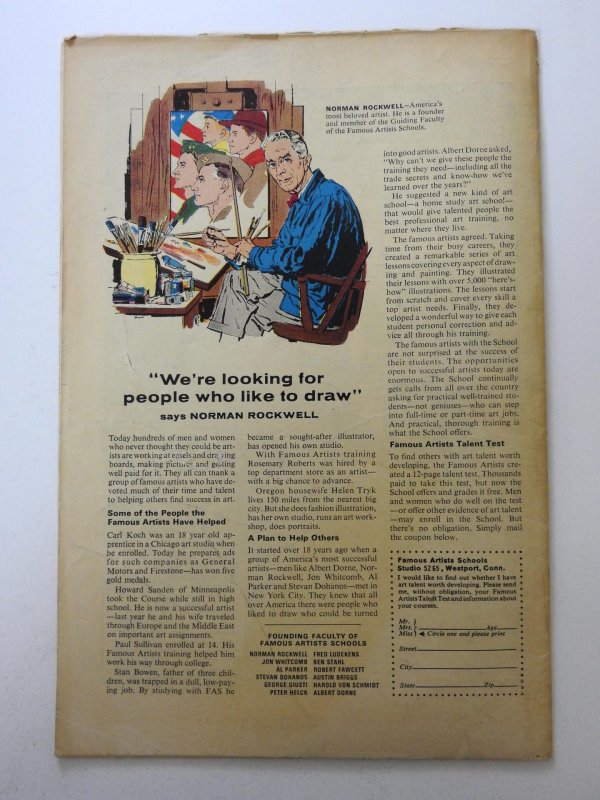 NORMAN ROCKWELL—America's
most beloved artist. He is a founder
and member of the Guiding Faculty
of the Famous Artists Schools.
"We're looking for
people who like to draw"
says NORMAN ROCKWELL
Today hundreds of men and women
who never thought they could be art-
ists are working at easels and drawing
boards, making pictures and getting
well paid for it. They all can thank a
group of famous artists who have de-
voted much of their time and talent
to helping others find success in art.
Some of the People the
Famous Artists Have Helped
Carl Koch was an 18 year old ap-
prentice in a Chicago art studio when
he enrolled. Today he prepares ads
for such companies as General
Motors and Firestone—has won five
gold medals.
Howard Sanden of Minneapolis
took the Course while still in high
school. He is now a successful artist
—last year he and his wife traveled
through Europe and the Middle East
on important art assignments.
Paul Sullivan enrolled at 14. His
Famous Artists training helped him
work his way through college.
Stan Bowen, father of three chil-
dren, was trapped in a dull, low-pay-
ing job. By studying with FAS he
became a sought-after illustrator,
has opened his own studio.
With Famous Artists training
Rosemary Roberts was hired by a
top department store as an artist—
with a big chance to advance.
Oregon housewife Helen Tryk
lives 150 miles from the nearest big
city. But she does fashion illustration,
has her own studio, runs an art work-
shop, does portraits.
A Plan to Help Others
It started over 18 years ago when a
group of America's most successful
artists—men like Albert Dorne, Nor-
man Rockwell, Jon Whitcomb, Al
Parker and Stevan Dohanos—met in
New York City. They knew that all
over America there were people who
liked to draw who could be turned
into good artists. Albert Dorne asked,
"Why can't we give these people the
training they need—including all the
trade secrets and know-how we've
learned over the years?"
He suggested a new kind of art
school—a home study art school—
that would give talented people the
best professional art training, no
matter where they live.
The famous artists agreed. Taking
time from their busy careers, they
created a remarkable series of art
lessons covering every aspect of draw-
ing and painting. They illustrated
their lessons with over 5,000 "here's-
how" illustrations. The lessons start
from scratch and cover every skill a
top artist needs. Finally, they de-
veloped a wonderful way to give each
student personal correction and ad-
vice all through his training.
The famous artists with the School
are not surprised at the success of
their students. The opportunities
open to successful artists today are
enormous. The School continually
gets calls from all over the country
asking for practical well-trained stu-
dents—not geniuses—who can step
into full-time or part-time art jobs.
And practical, thorough training is
what the School offers.
Famous Artists Talent Test
To find others with art talent worth
developing, the Famous Artists cre-
ated a 12-page talent test. Thousands
paid to take this test, but now the
School offers and grades it free. Men
and women who do well on the test
—or offer other evidence of art talent
—may enroll in the School. But
there's no obligation. Simply mail
the coupon below.
FOUNDING FACULTY OF
FAMOUS ARTISTS SCHOOLS
NORMAN ROCKWELL FRED LUDEKENS
JON WHITCOMB BEN STAHL
AL PARKER ROBERT FAWCETT
STEVAN DOHANOS AUSTIN BRIGGS
GEORGE GIUSTI HAROLD VON SCHMIDT
PETER HELCK ALBERT DORNE
Famous Artists Schools
Studio 5285, Westport, Conn.
I would like to find out whether I have
art talent worth developing. Please send
me, without obligation, your Famous
Artists Talent Test and information about
your courses.
Mr.
Mrs. Age
Miss Circle one and please print
Street
City
State Zip